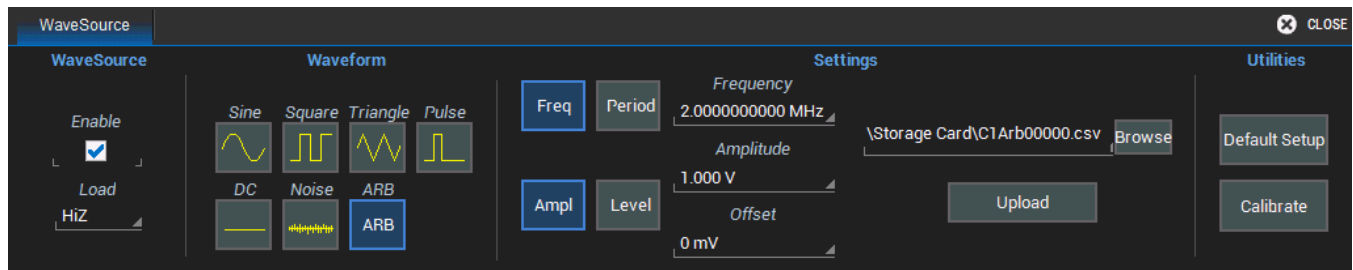 WaveSource
CLOSE
WaveSource
Waveform
Settings
Utilities
Enable
Load
HiZ
Sine Square Triangle Pulse
DC Noise ARB
ARB
Freq Period
Ampl Level
Frequency
2.0000000000 MHz
Amplitude
1.000 V
Offset
0 mV
\Storage Card\C1Arb00000.csv Browse
Upload
Default Setup
Calibrate